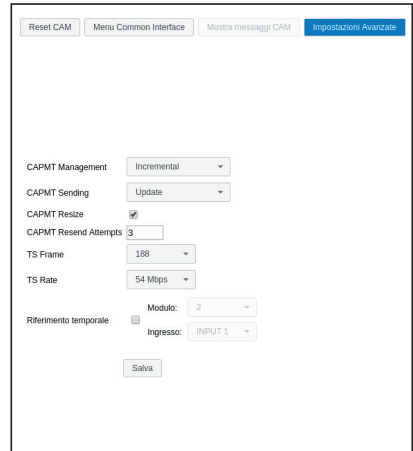 Reset CAM Menu Common Interface Mostra messaggi CAM Impostazioni Avanzate
CAPMT Management Incremental
CAPMT Sending Update
CAPMT Resize
CAPMT Resend Attempts 3
TS Frame 188
TS Rate 54 Mbps
Modulo: 2
Riferimento temporale
Ingresso: INPUT 1
Salva